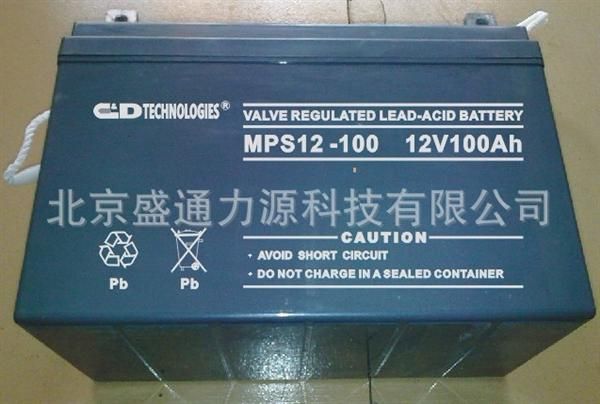 C&D TECHNOLOGIES®
VALVE REGULATED LEAD-ACID BATTERY
MPS12-100 12V100Ah
北京盛通力源科技有限公司
CAUTION
· AVOID SHORT CIRCUIT
· DO NOT CHARGE IN A SEALED CONTAINER
Pb
Pb